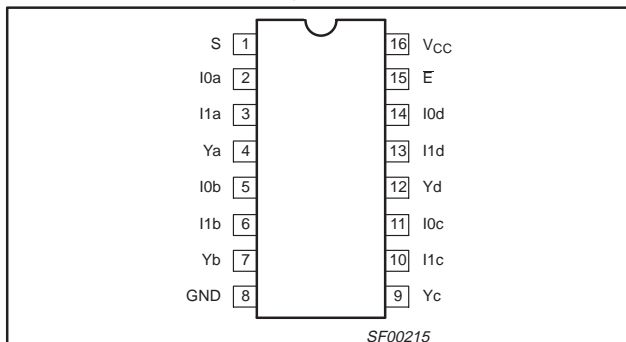 S 1 16 VCC
I0a 2 15 E̅
I1a 3 14 I0d
Ya 4 13 I1d
I0b 5 12 Yd
I1b 6 11 I0c
Yb 7 10 I1c
GND 8 9 Yc
SF00215